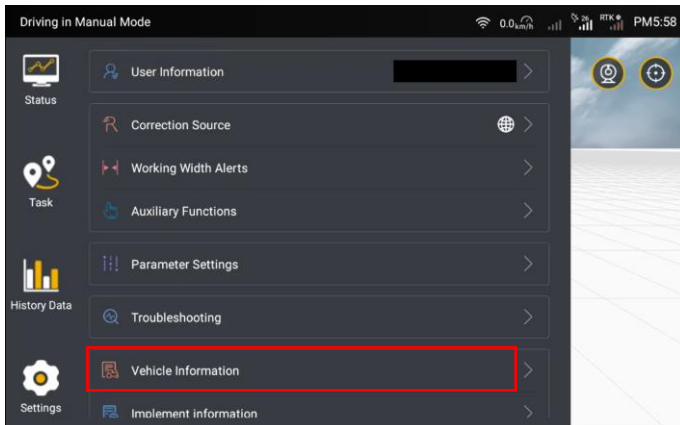 Driving in Manual Mode 0.0km/h 26 RTK PM5:58
User Information
Status
Correction Source
Working Width Alerts
Task
Auxiliary Functions
Parameter Settings
History Data
Troubleshooting
Vehicle Information
Settings
Implement information